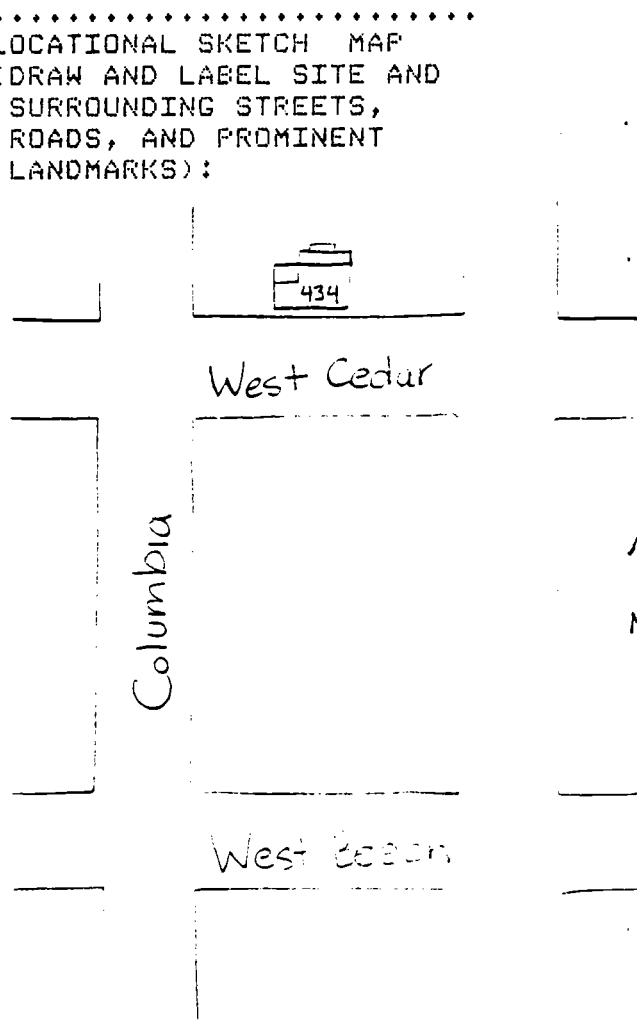 LOCATIONAL SKETCH MAP
DRAW AND LABEL SITE AND
SURROUNDING STREETS,
ROADS, AND PROMINENT
LANDMARKS):
434
West Cedar
Columbia
N
West Beech